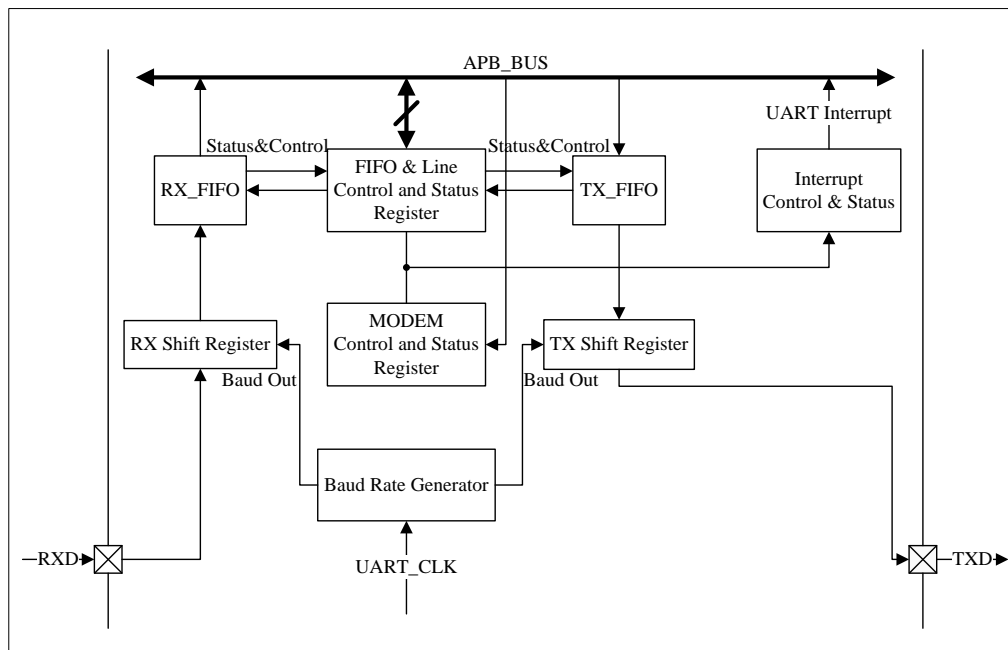 APB_BUS
UART Interrupt
Status&Control
Status&Control
RX_FIFO
FIFO & Line
Control and Status
Register
TX_FIFO
Interrupt
Control & Status
RX Shift Register
MODEM
Control and Status
Register
TX Shift Register
Baud Out
Baud Out
Baud Rate Generator
RXD
UART_CLK
TXD